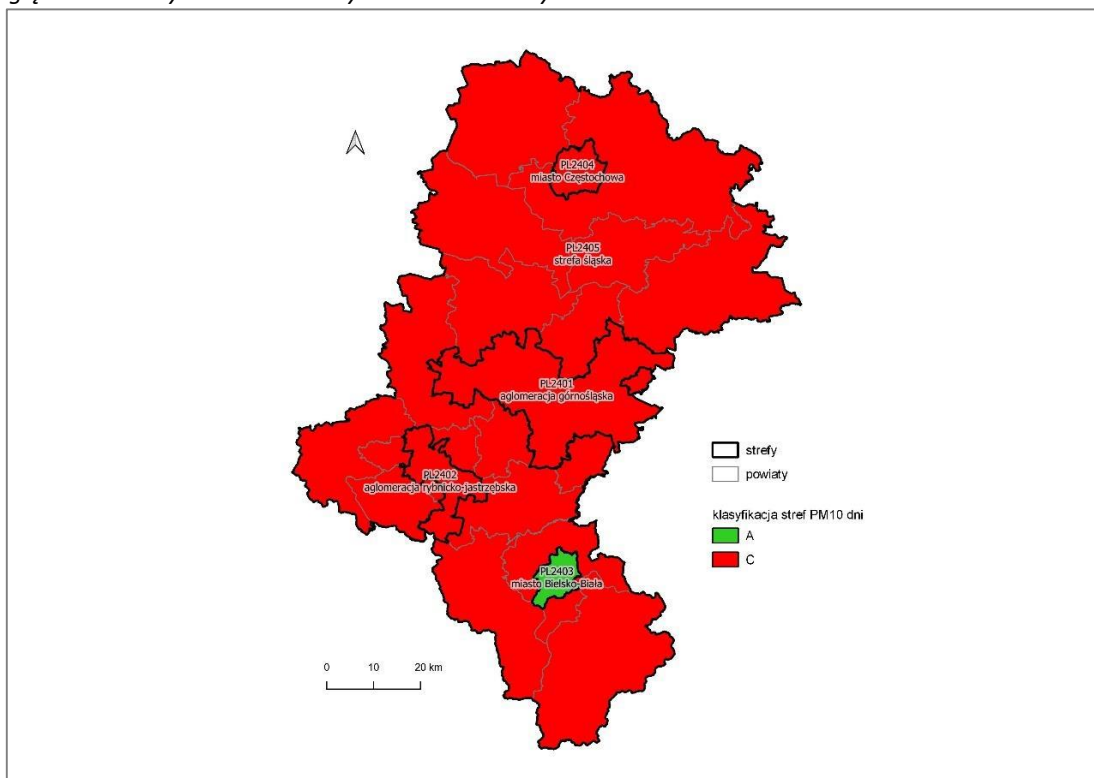 PL2404
miasto Częstochowa
PL2405
strefa śląska
PL2401
aglomeracja górnośląska
PL2402
aglomeracja rybnicko-jastrzębska
PL2403
miasto Bielsko-Biała
strefy
powiaty
klasyfikacja stref PM10 dni
A
C
0 10 20 km